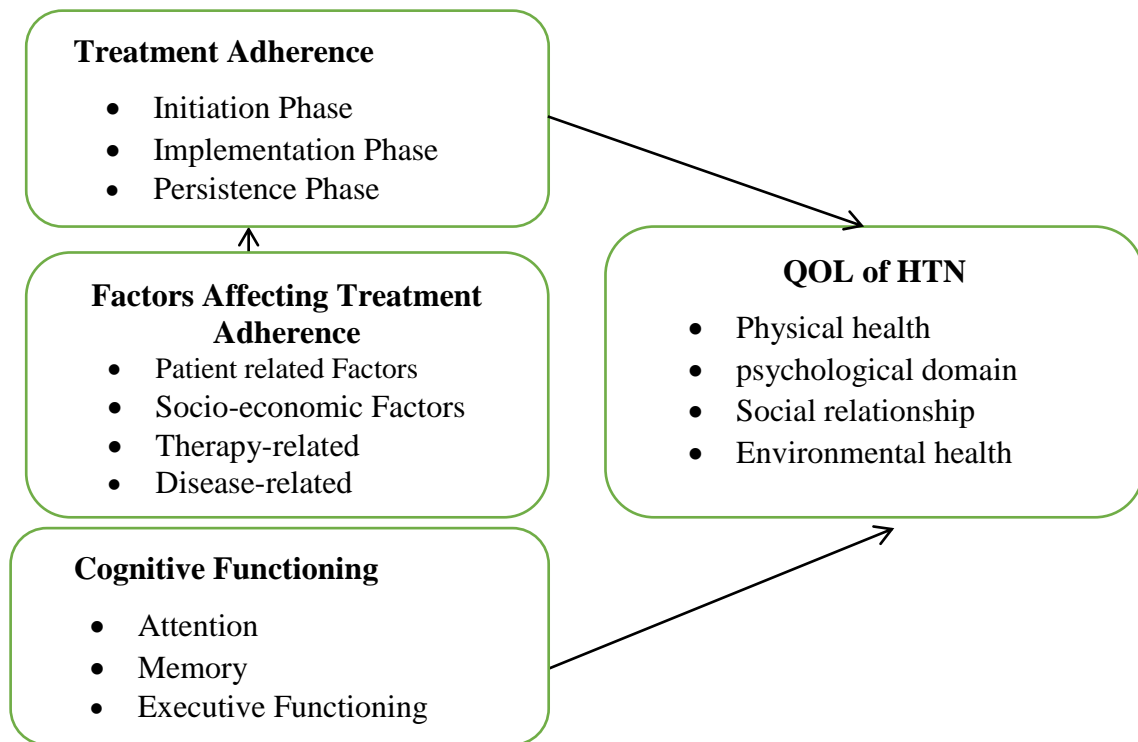 Treatment Adherence
• Initiation Phase
• Implementation Phase
• Persistence Phase
Factors Affecting Treatment
Adherence
• Patient related Factors
• Socio-economic Factors
• Therapy-related
• Disease-related
Cognitive Functioning
• Attention
• Memory
• Executive Functioning
QOL of HTN
• Physical health
• psychological domain
• Social relationship
• Environmental health